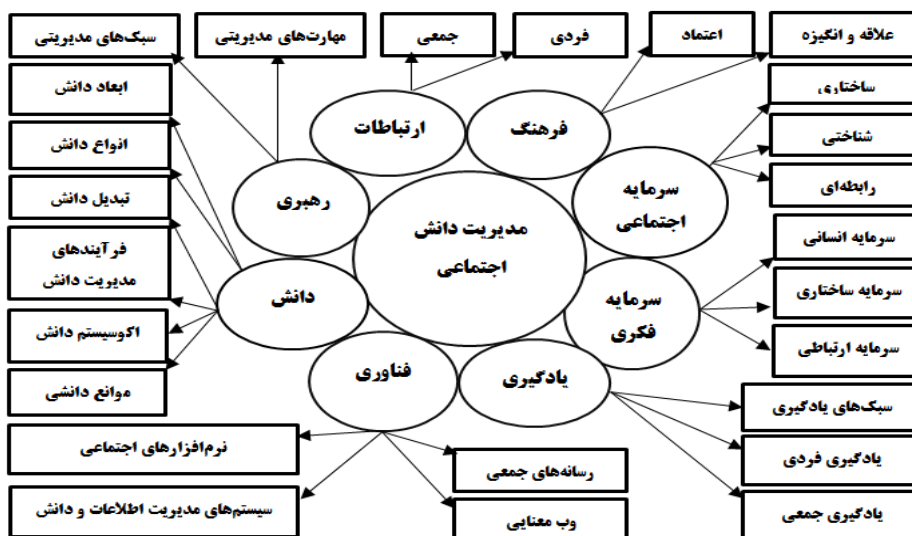 علاقه و انگیزه
اعتماد
فردی
جمعی
مهارت‌های مدیریتی
سبک‌های مدیریتی
ساختاری
شناختی
رابطه‌ای
سرمایه انسانی
سرمایه ساختاری
سرمایه ارتباطی
سبک‌های یادگیری
یادگیری فردی
یادگیری جمعی
ابعاد دانش
انواع دانش
تبدیل دانش
فرآیندهای
مدیریت دانش
اکوسیستم دانش
موانع دانشی
نرم‌افزارهای اجتماعی
سیستم‌های مدیریت اطلاعات و دانش
رسانه‌های جمعی
وب معنایی
فرهنگ
ارتباطات
رهبری
دانش
فناوری
یادگیری
سرمایه
فکری
سرمایه
اجتماعی
مدیریت دانش
اجتماعی